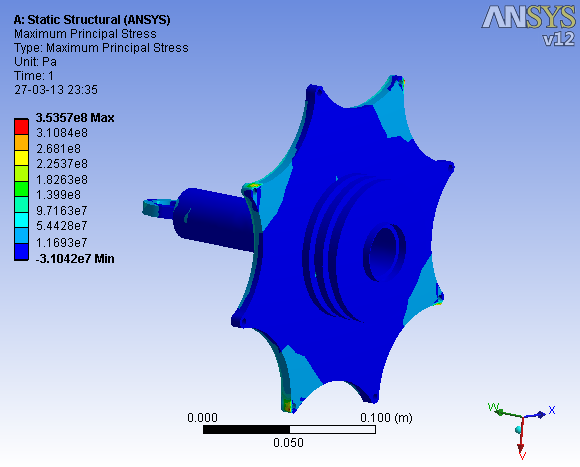 A: Static Structural (ANSYS)
Maximum Principal Stress
Type: Maximum Principal Stress
Unit: Pa
Time: 1
27-03-13 23:35
ANSYS
v12
3.5357e8 Max
3.1084e8
2.681e8
2.2537e8
1.8263e8
1.399e8
9.7163e7
5.4428e7
1.1693e7
-3.1042e7 Min
0.000
0.100 (m)
0.050
W
X
V